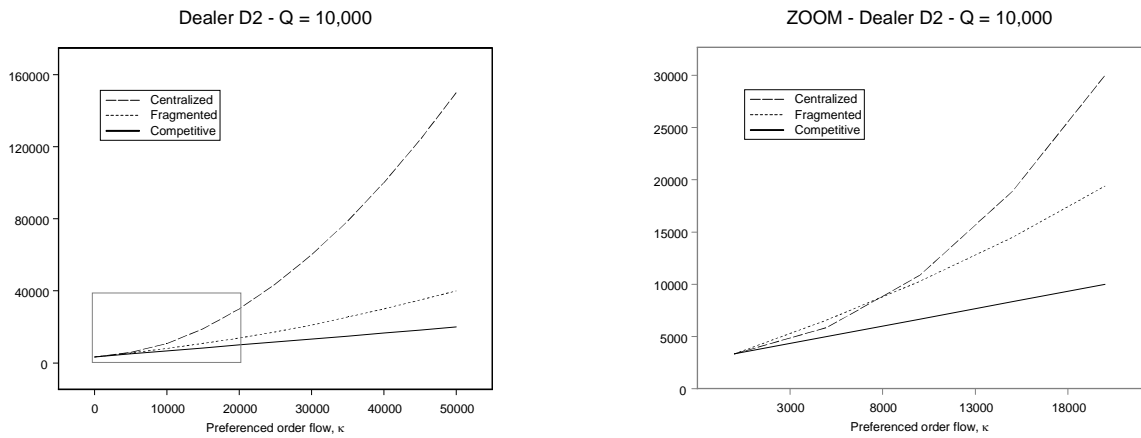 Dealer D2 - Q = 10,000
160000
120000
80000
40000
0
Centralized
Fragmented
Competitive
0 10000 20000 30000 40000 50000
Preferenced order flow, κ
ZOOM - Dealer D2 - Q = 10,000
30000
25000
20000
15000
10000
5000
0
Centralized
Fragmented
Competitive
3000 8000 13000 18000
Preferenced order flow, κ